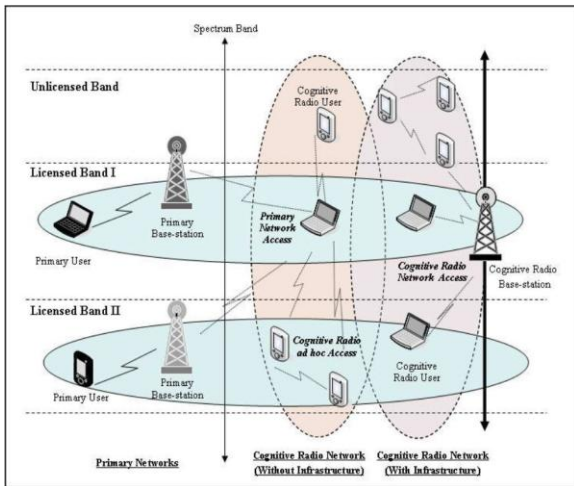 Spectrum Band
Unlicensed Band
Cognitive
Radio User
Licensed Band I
Primary
Base-station
Primary User
Primary
Network
Access
Cognitive Radio
Network Access
Cognitive Radio
Base-station
Licensed Band II
Primary
Base-station
Primary User
Cognitive Radio
ad hoc Access
Cognitive
Radio User
Primary Networks
Cognitive Radio Network
(Without Infrastructure)
Cognitive Radio Network
(With Infrastructure)